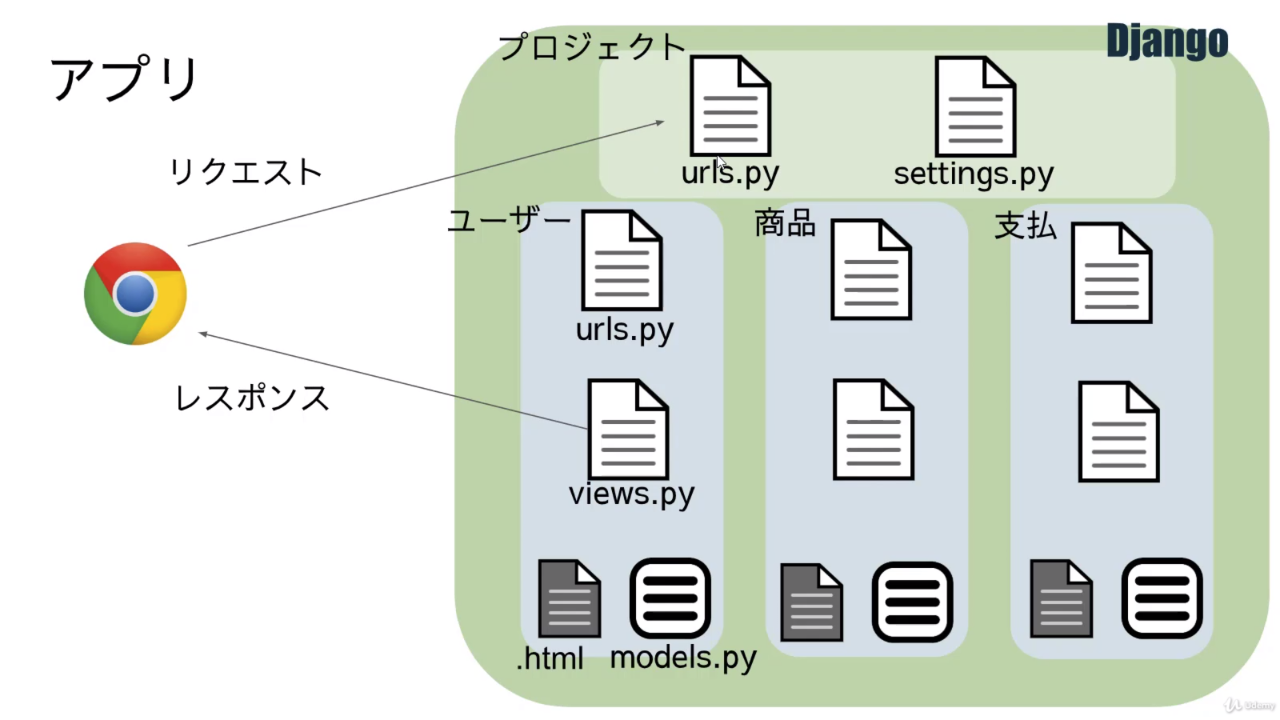 アプリ
Django
プロジェクト
urls.py
settings.py
リクエスト
ユーザー
商品
支払
urls.py
レスポンス
views.py
.html
models.py
Udemy